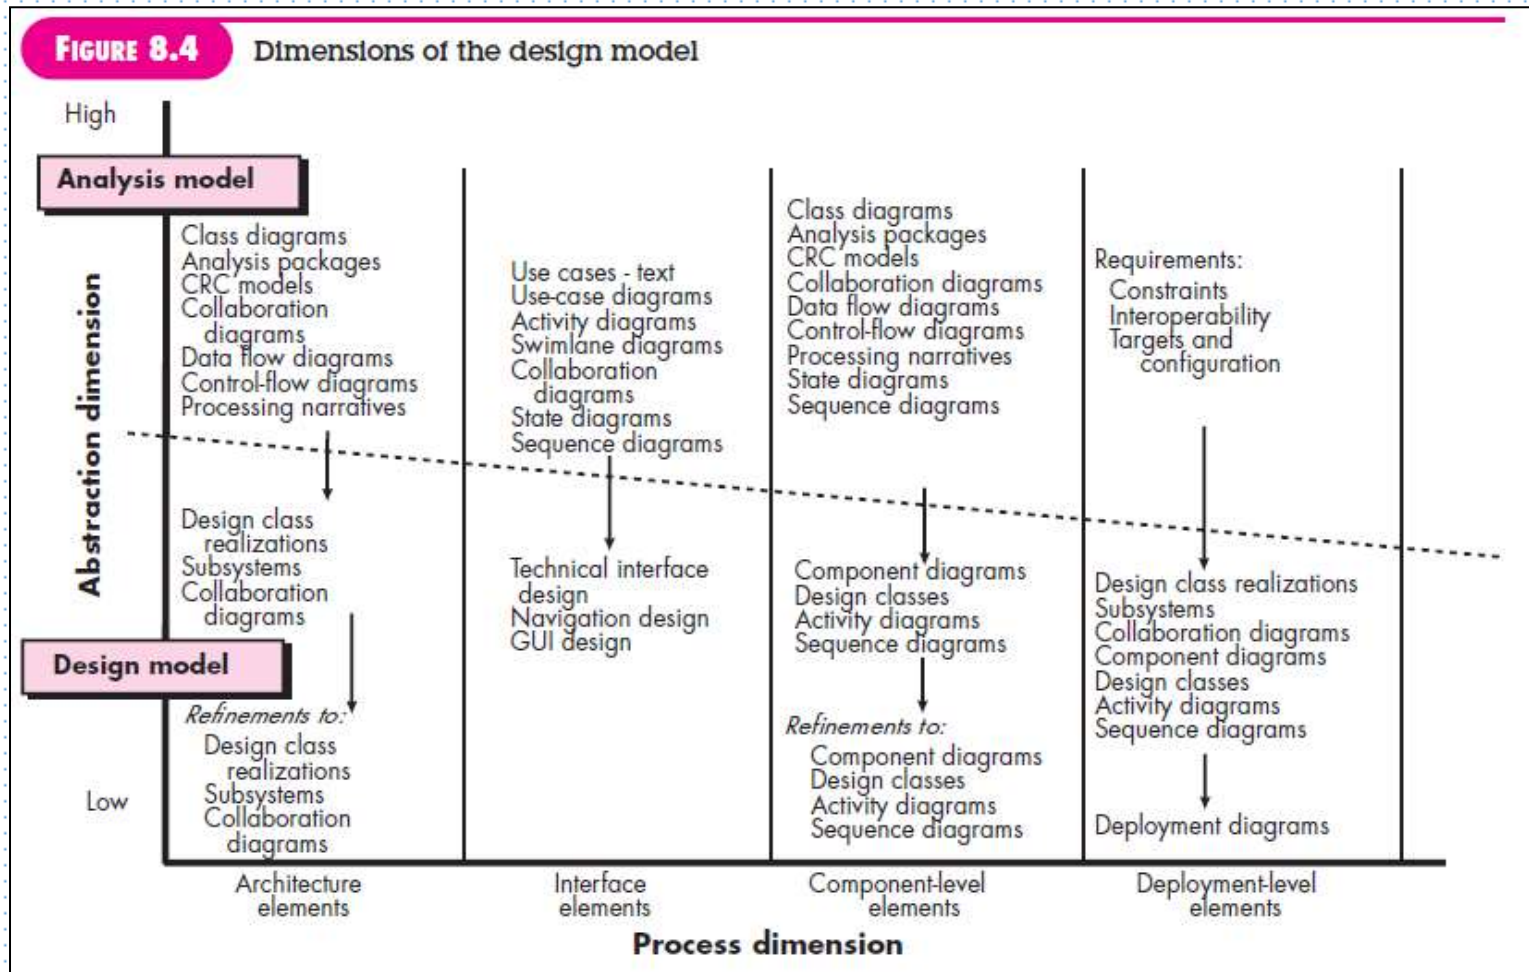 FIGURE 8.4
Dimensions of the design model
High
Analysis model
Abstraction dimension
Design model
Low
Class diagrams
Analysis packages
CRC models
Collaboration
diagrams
Data flow diagrams
Control-flow diagrams
Processing narratives
Design class
realizations
Subsystems
Collaboration
diagrams
Refinements to:
Design class
realizations
Subsystems
Collaboration
diagrams
Use cases - text
Use-case diagrams
Activity diagrams
Swimlane diagrams
Collaboration
diagrams
State diagrams
Sequence diagrams
Technical interface
design
Navigation design
GUI design
Class diagrams
Analysis packages
CRC models
Collaboration diagrams
Data flow diagrams
Control-flow diagrams
Processing narratives
State diagrams
Sequence diagrams
Component diagrams
Design classes
Activity diagrams
Sequence diagrams
Refinements to:
Component diagrams
Design classes
Activity diagrams
Sequence diagrams
Requirements:
Constraints
Interoperability
Targets and
configuration
Design class realizations
Subsystems
Collaboration diagrams
Component diagrams
Design classes
Activity diagrams
Sequence diagrams
Deployment diagrams
Architecture
elements
Interface
elements
Component-level
elements
Deployment-level
elements
Process dimension